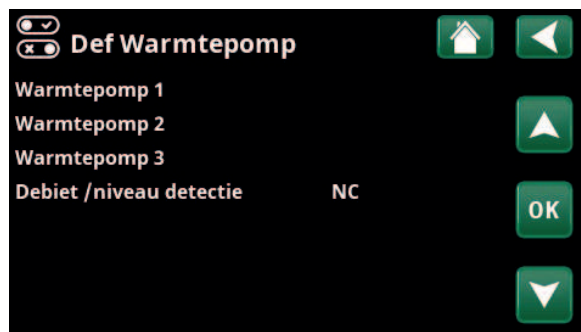 Def Warmtepomp
Warmtepomp 1
Warmtepomp 2
Warmtepomp 3
Debiet /niveau detectie NC
OK